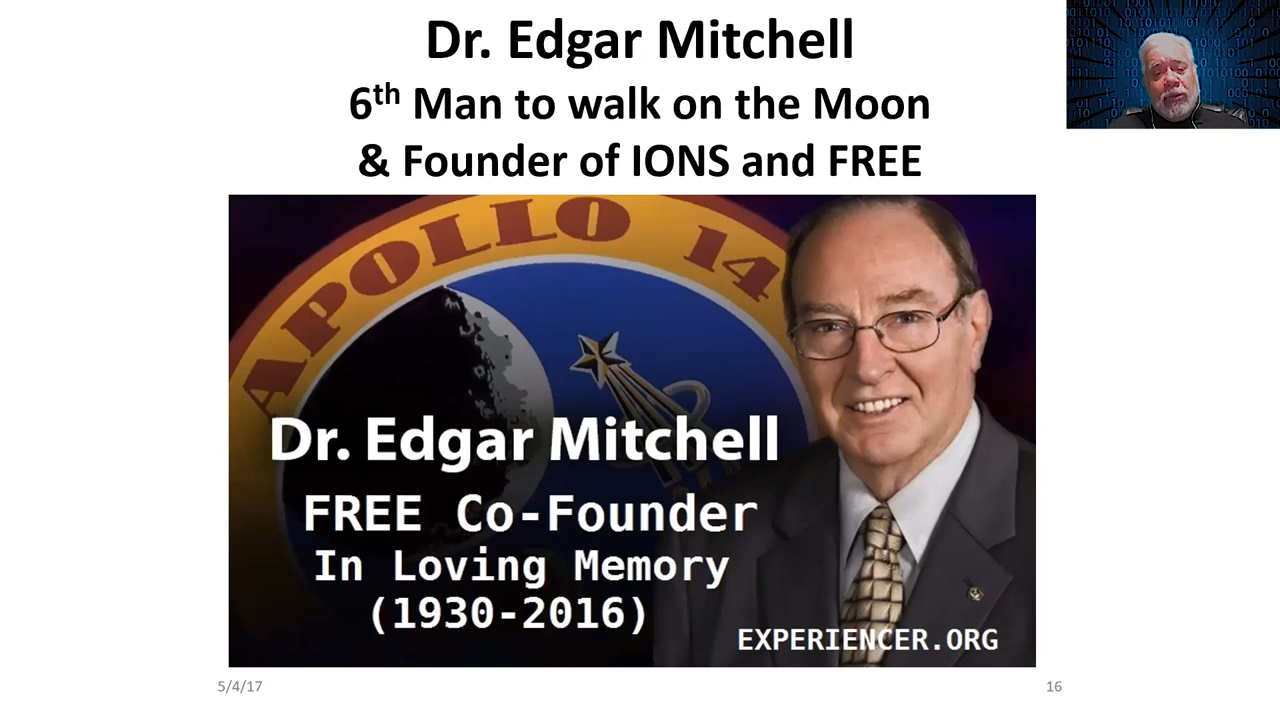 Dr. Edgar Mitchell
6th Man to walk on the Moon
& Founder of IONS and FREE
APOLLO 14
Dr. Edgar Mitchell
FREE Co-Founder
In Loving Memory
(1930-2016)
EXPERIENCER.ORG
5/4/17
16